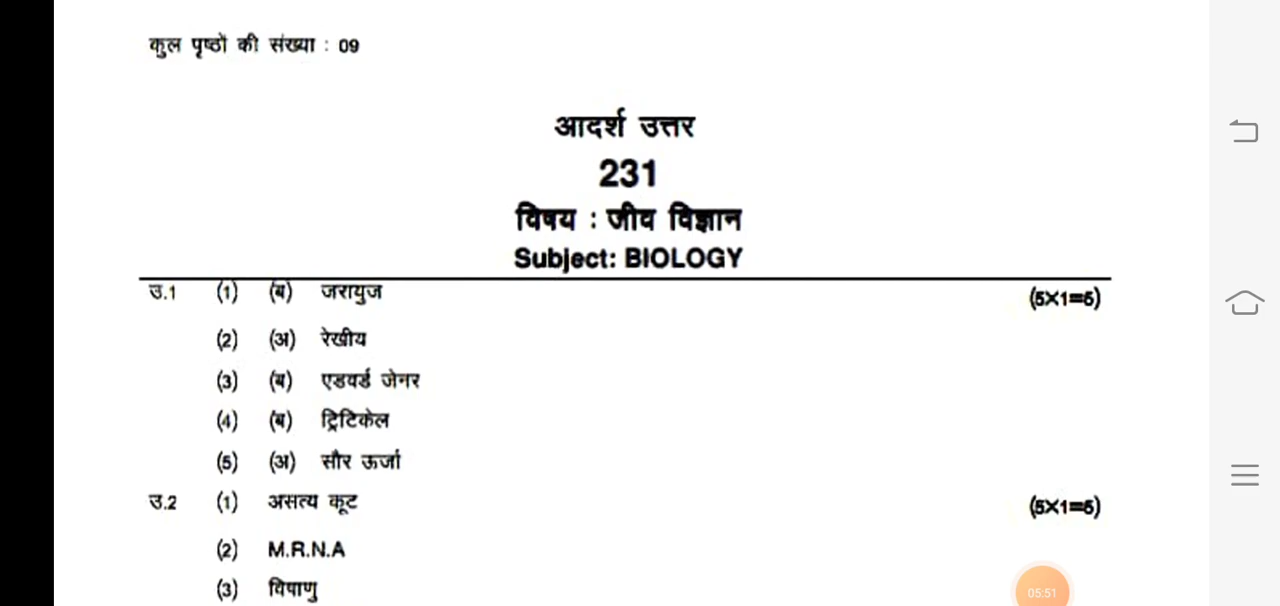 कुल पृष्ठों की संख्या : 09
आदर्श उत्तर
231
विषय : जीव विज्ञान
Subject: BIOLOGY
उ.1 (1) (ब) जरायुज (5×1=5)
(2) (अ) रेखीय
(3) (ब) एडवर्ड जेनर
(4) (ब) ट्रिटिकेल
(5) (अ) सौर ऊर्जा
उ.2 (1) असत्य कूट (5×1=5)
(2) M.R.N.A
(3) विषाणु
05:51